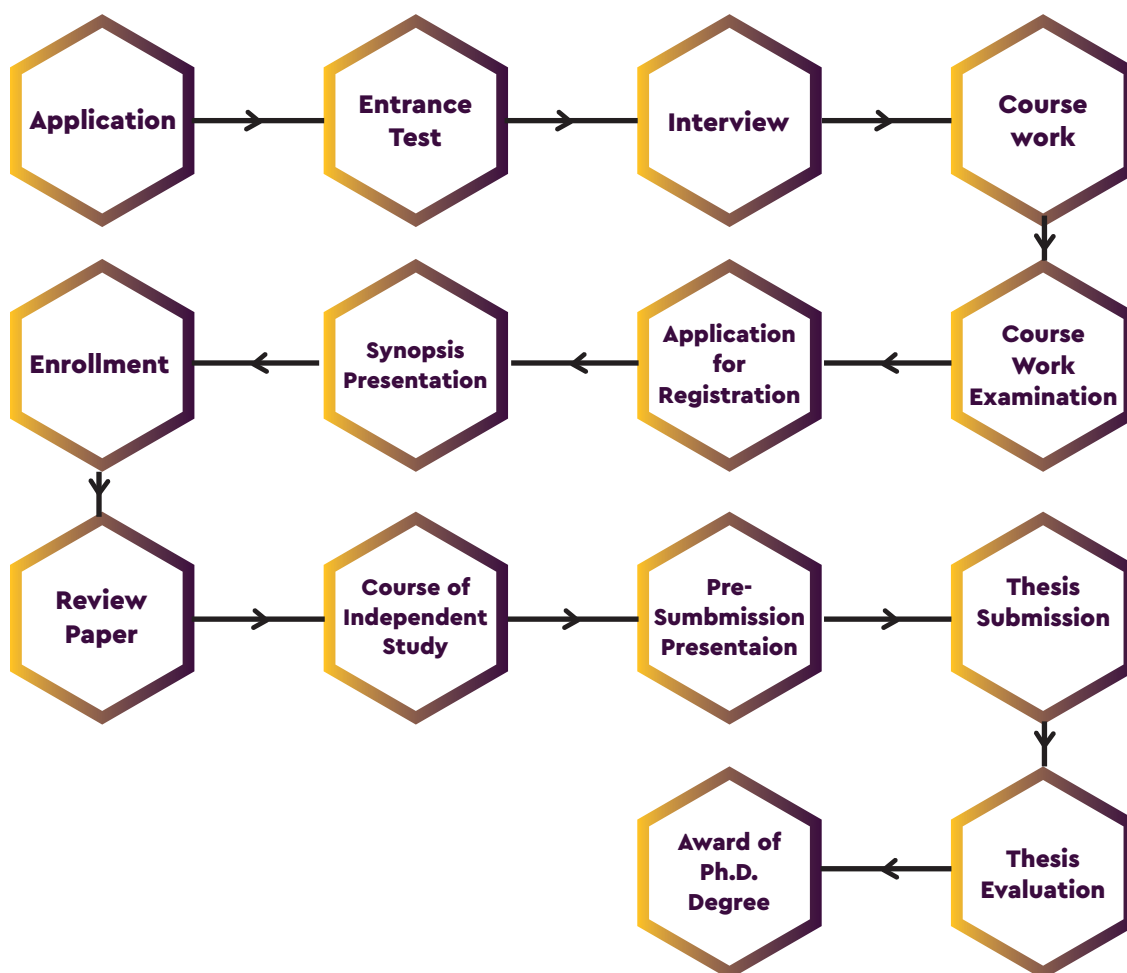 Application
Entrance
Test
Interview
Course
work
Course
Work
Examination
Application
for
Registration
Synopsis
Presentation
Enrollment
Review
Paper
Course of
Independent
Study
Pre-
Sumbmission
Presentaion
Thesis
Submission
Thesis
Evaluation
Award of
Ph.D.
Degree